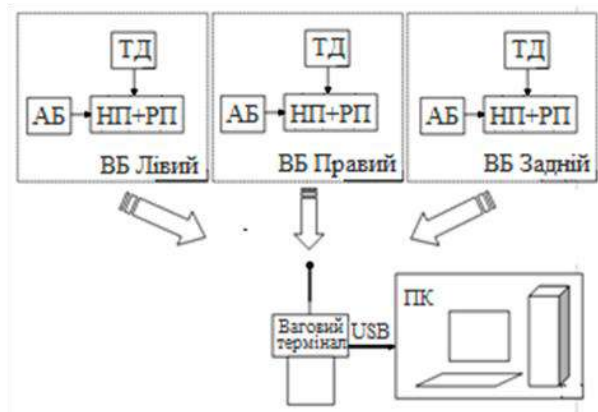 ТД ТД ТД
АБ НП+РП АБ НП+РП АБ НП+РП
ВБ Лівий ВБ Правий ВБ Задній
ПК
Ваговий
термінал
USB